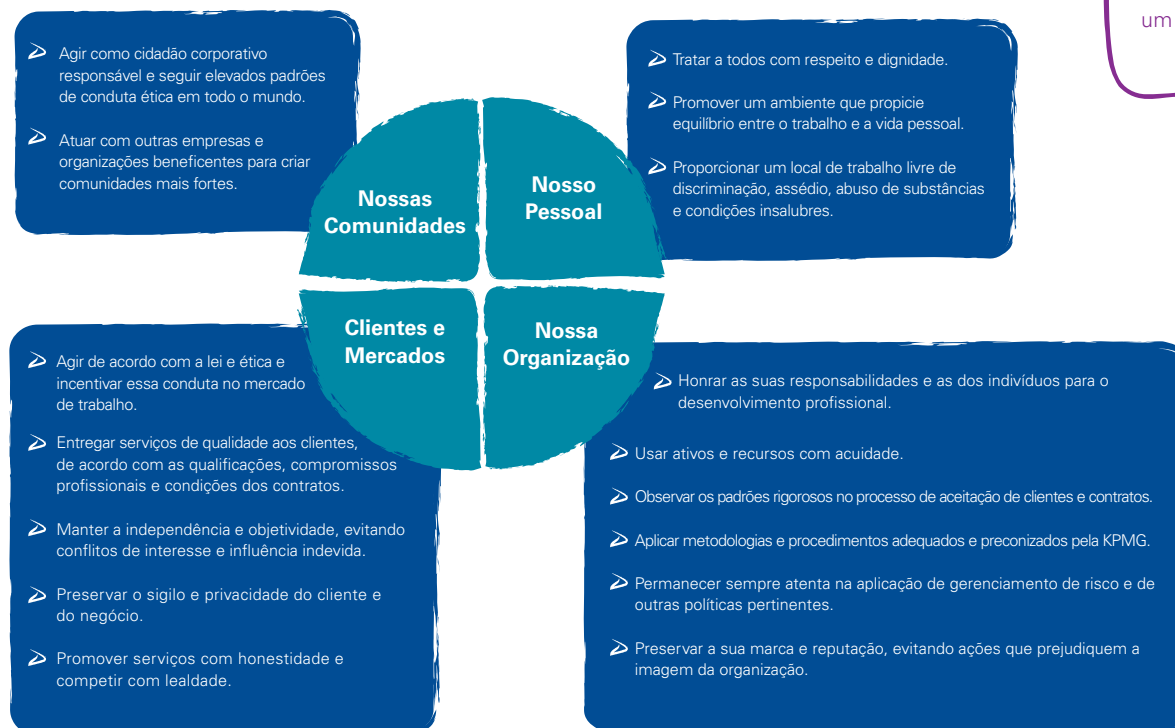 um
Agir como cidadão corporativo
responsável e seguir elevados padrões
de conduta ética em todo o mundo.
Atuar com outras empresas e
organizações beneficentes para criar
comunidades mais fortes.
Tratar a todos com respeito e dignidade.
Promover um ambiente que propicie
equilíbrio entre o trabalho e a vida pessoal.
Proporcionar um local de trabalho livre de
discriminação, assédio, abuso de substâncias
e condições insalubres.
Nossas
Comunidades
Nosso
Pessoal
Clientes e
Mercados
Nossa
Organização
Agir de acordo com a lei e ética e
incentivar essa conduta no mercado
de trabalho.
Entregar serviços de qualidade aos clientes,
de acordo com as qualificações, compromissos
profissionais e condições dos contratos.
Manter a independência e objetividade, evitando
conflitos de interesse e influência indevida.
Preservar o sigilo e privacidade do cliente e
do negócio.
Promover serviços com honestidade e
competir com lealdade.
Honrar as suas responsabilidades e as dos indivíduos para o
desenvolvimento profissional.
Usar ativos e recursos com acuidade.
Observar os padrões rigorosos no processo de aceitação de clientes e contratos.
Aplicar metodologias e procedimentos adequados e preconizados pela KPMG.
Permanecer sempre atenta na aplicação de gerenciamento de risco e de
outras políticas pertinentes.
Preservar a sua marca e reputação, evitando ações que prejudiquem a
imagem da organização.